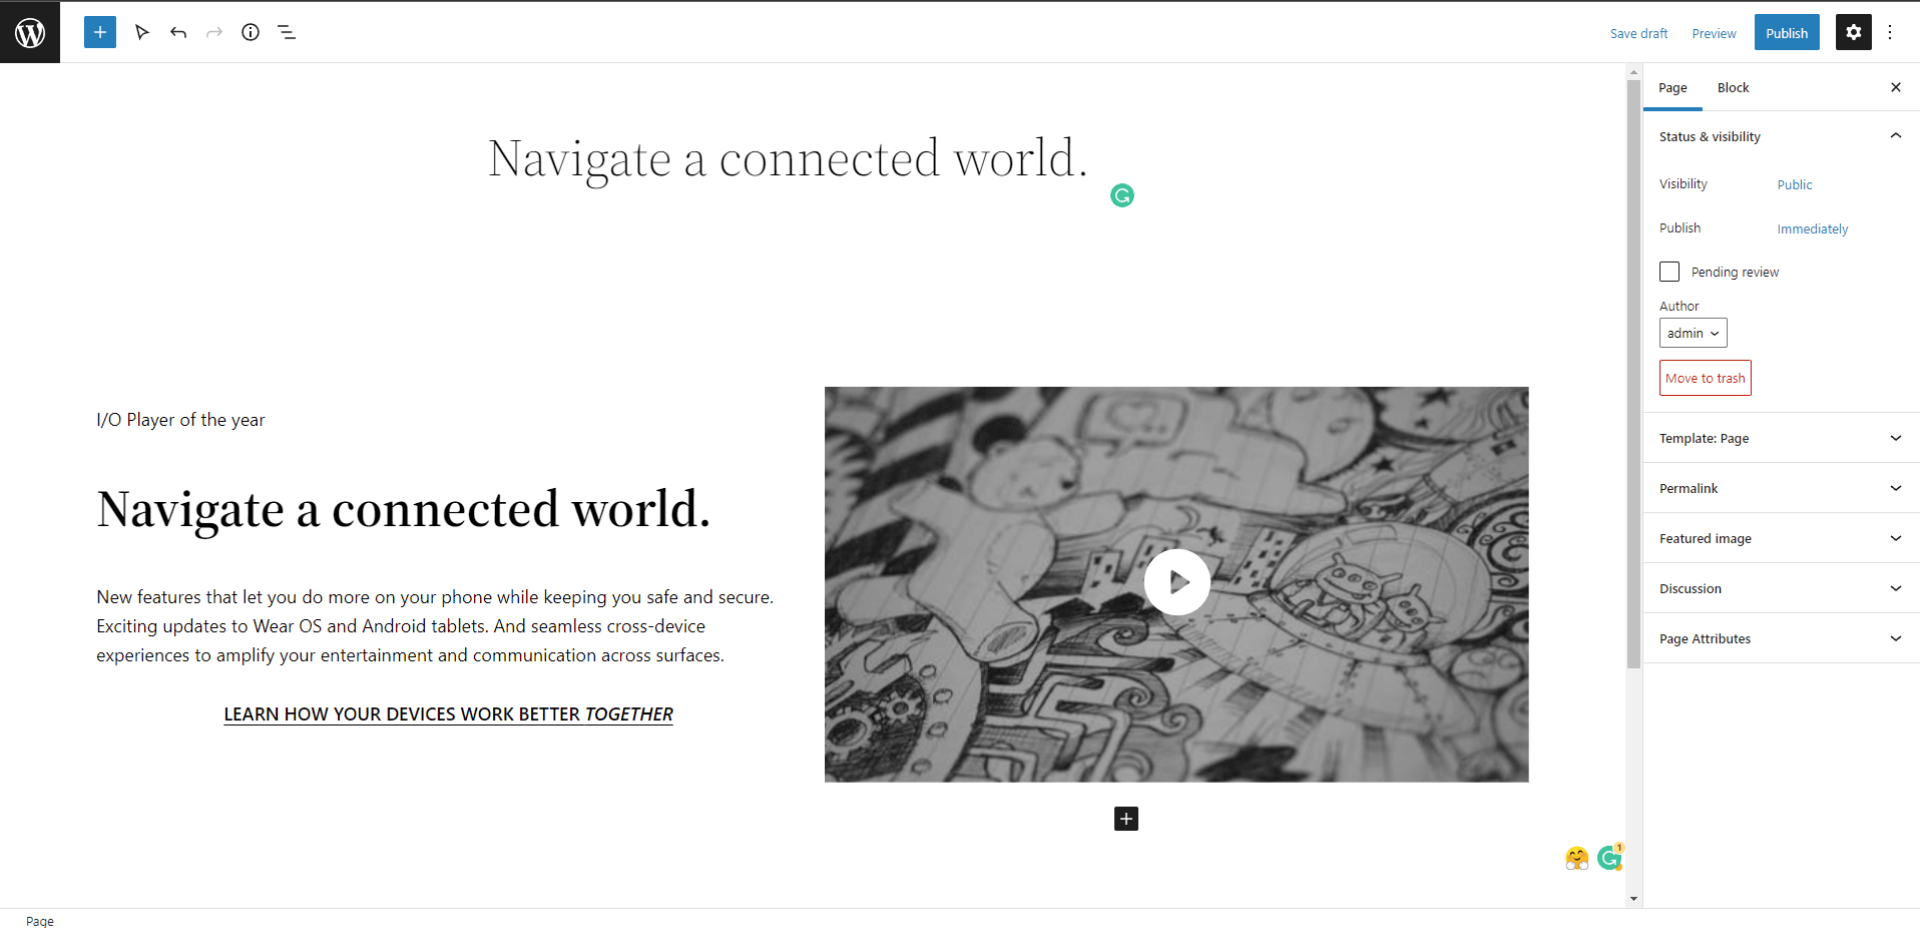 Save draft Preview Publish
Navigate a connected world.
I/O Player of the year
Navigate a connected world.
New features that let you do more on your phone while keeping you safe and secure.
Exciting updates to Wear OS and Android tablets. And seamless cross-device
experiences to amplify your entertainment and communication across surfaces.
LEARN HOW YOUR DEVICES WORK BETTER TOGETHER
1
Page Block
Status & visibility
Visibility Public
Publish Immediately
Pending review
Author
admin
Move to trash
Template: Page
Permalink
Featured image
Discussion
Page Attributes
Page